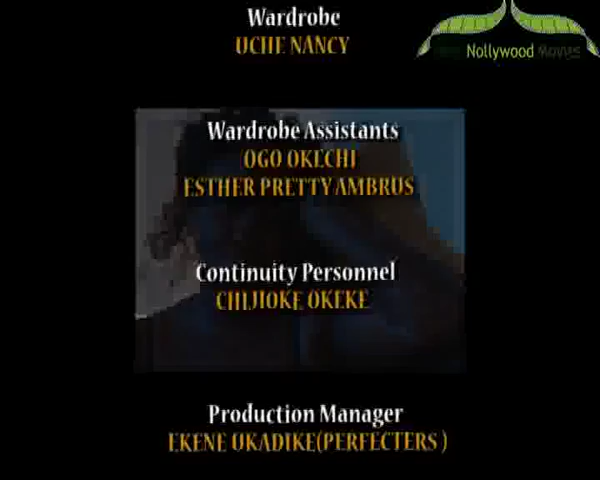 Wardrobe
UCHE NANCY
Nollywood Movies
Wardrobe Assistants
OGO OKECHI
ESTHER PRETTY AMBRUS
Continuity Personnel
CHIJIOKE OKEKE
Production Manager
EKENE UKADIKE(PERFECTERS )